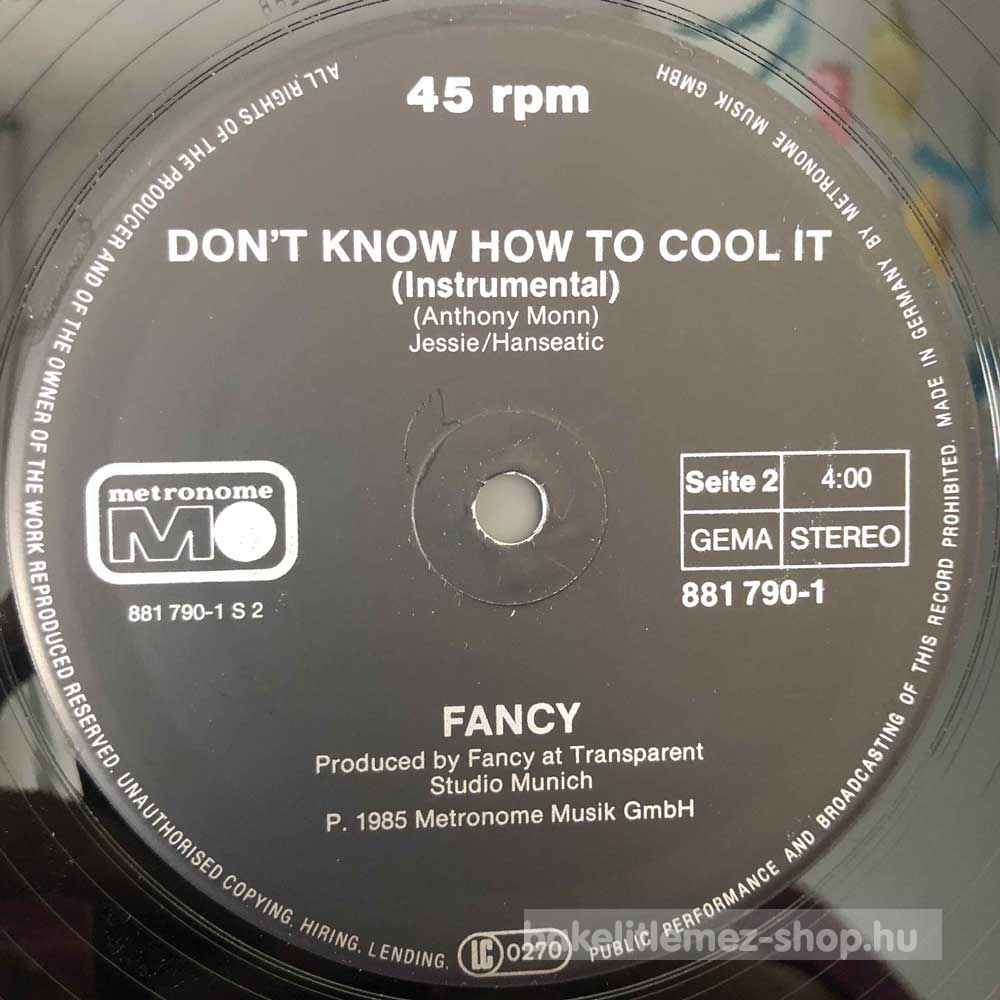 45 rpm
DON'T KNOW HOW TO COOL IT
(Instrumental)
(Anthony Monn)
Jessie/Hanseatic
metronome
M
881 790-1 S 2
Seite 2 4:00
GEMA STEREO
881 790-1
FANCY
Produced by Fancy at Transparent
Studio Munich
P. 1985 Metronome Musik GmbH
ALL RIGHTS OF THE PRODUCER AND OF THE OWNER OF THE WORK REPRODUCED RESERVED. UNAUTHORISED COPYING, HIRING, LENDING, LC 0270 PUBLIC PERFORMANCE AND BROADCASTING OF THIS RECORD PROHIBITED. MADE IN GERMANY BY METRONOME MUSIK GMBH
bakelitlemez-shop.hu